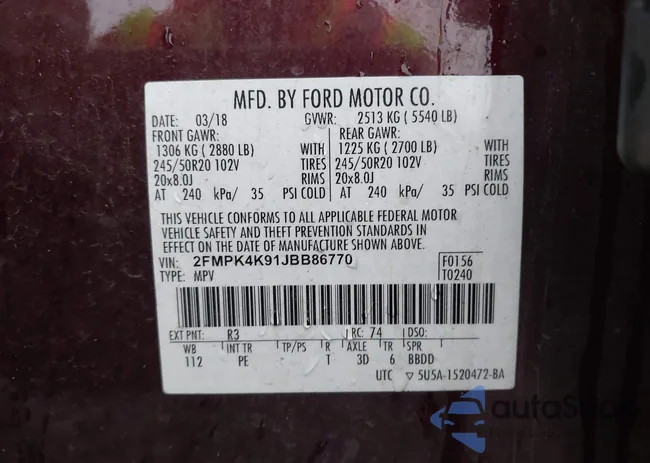 MFD. BY FORD MOTOR CO.
DATE: 03/18 GVWR: 2513 KG ( 5540 LB)
FRONT GAWR: REAR GAWR:
1306 KG ( 2880 LB) WITH 1225 KG ( 2700 LB) WITH
245/50R20 102V TIRES 245/50R20 102V TIRES
20x8.0J RIMS 20x8.0J RIMS
AT 240 kPa/ 35 PSI COLD AT 240 kPa/ 35 PSI COLD
THIS VEHICLE CONFORMS TO ALL APPLICABLE FEDERAL MOTOR
VEHICLE SAFETY AND THEFT PREVENTION STANDARDS IN
EFFECT ON THE DATE OF MANUFACTURE SHOWN ABOVE.
VIN: 2FMPK4K91JBB86770 F0156
TYPE: MPV T0240
EXT PNT: R3 RC: 74 DSO:
WB INT TR TP/PS R AXLE TR SPR
112 PE T 3D 6 BBDD
UTC ▽ 5U5A-1520472-BA